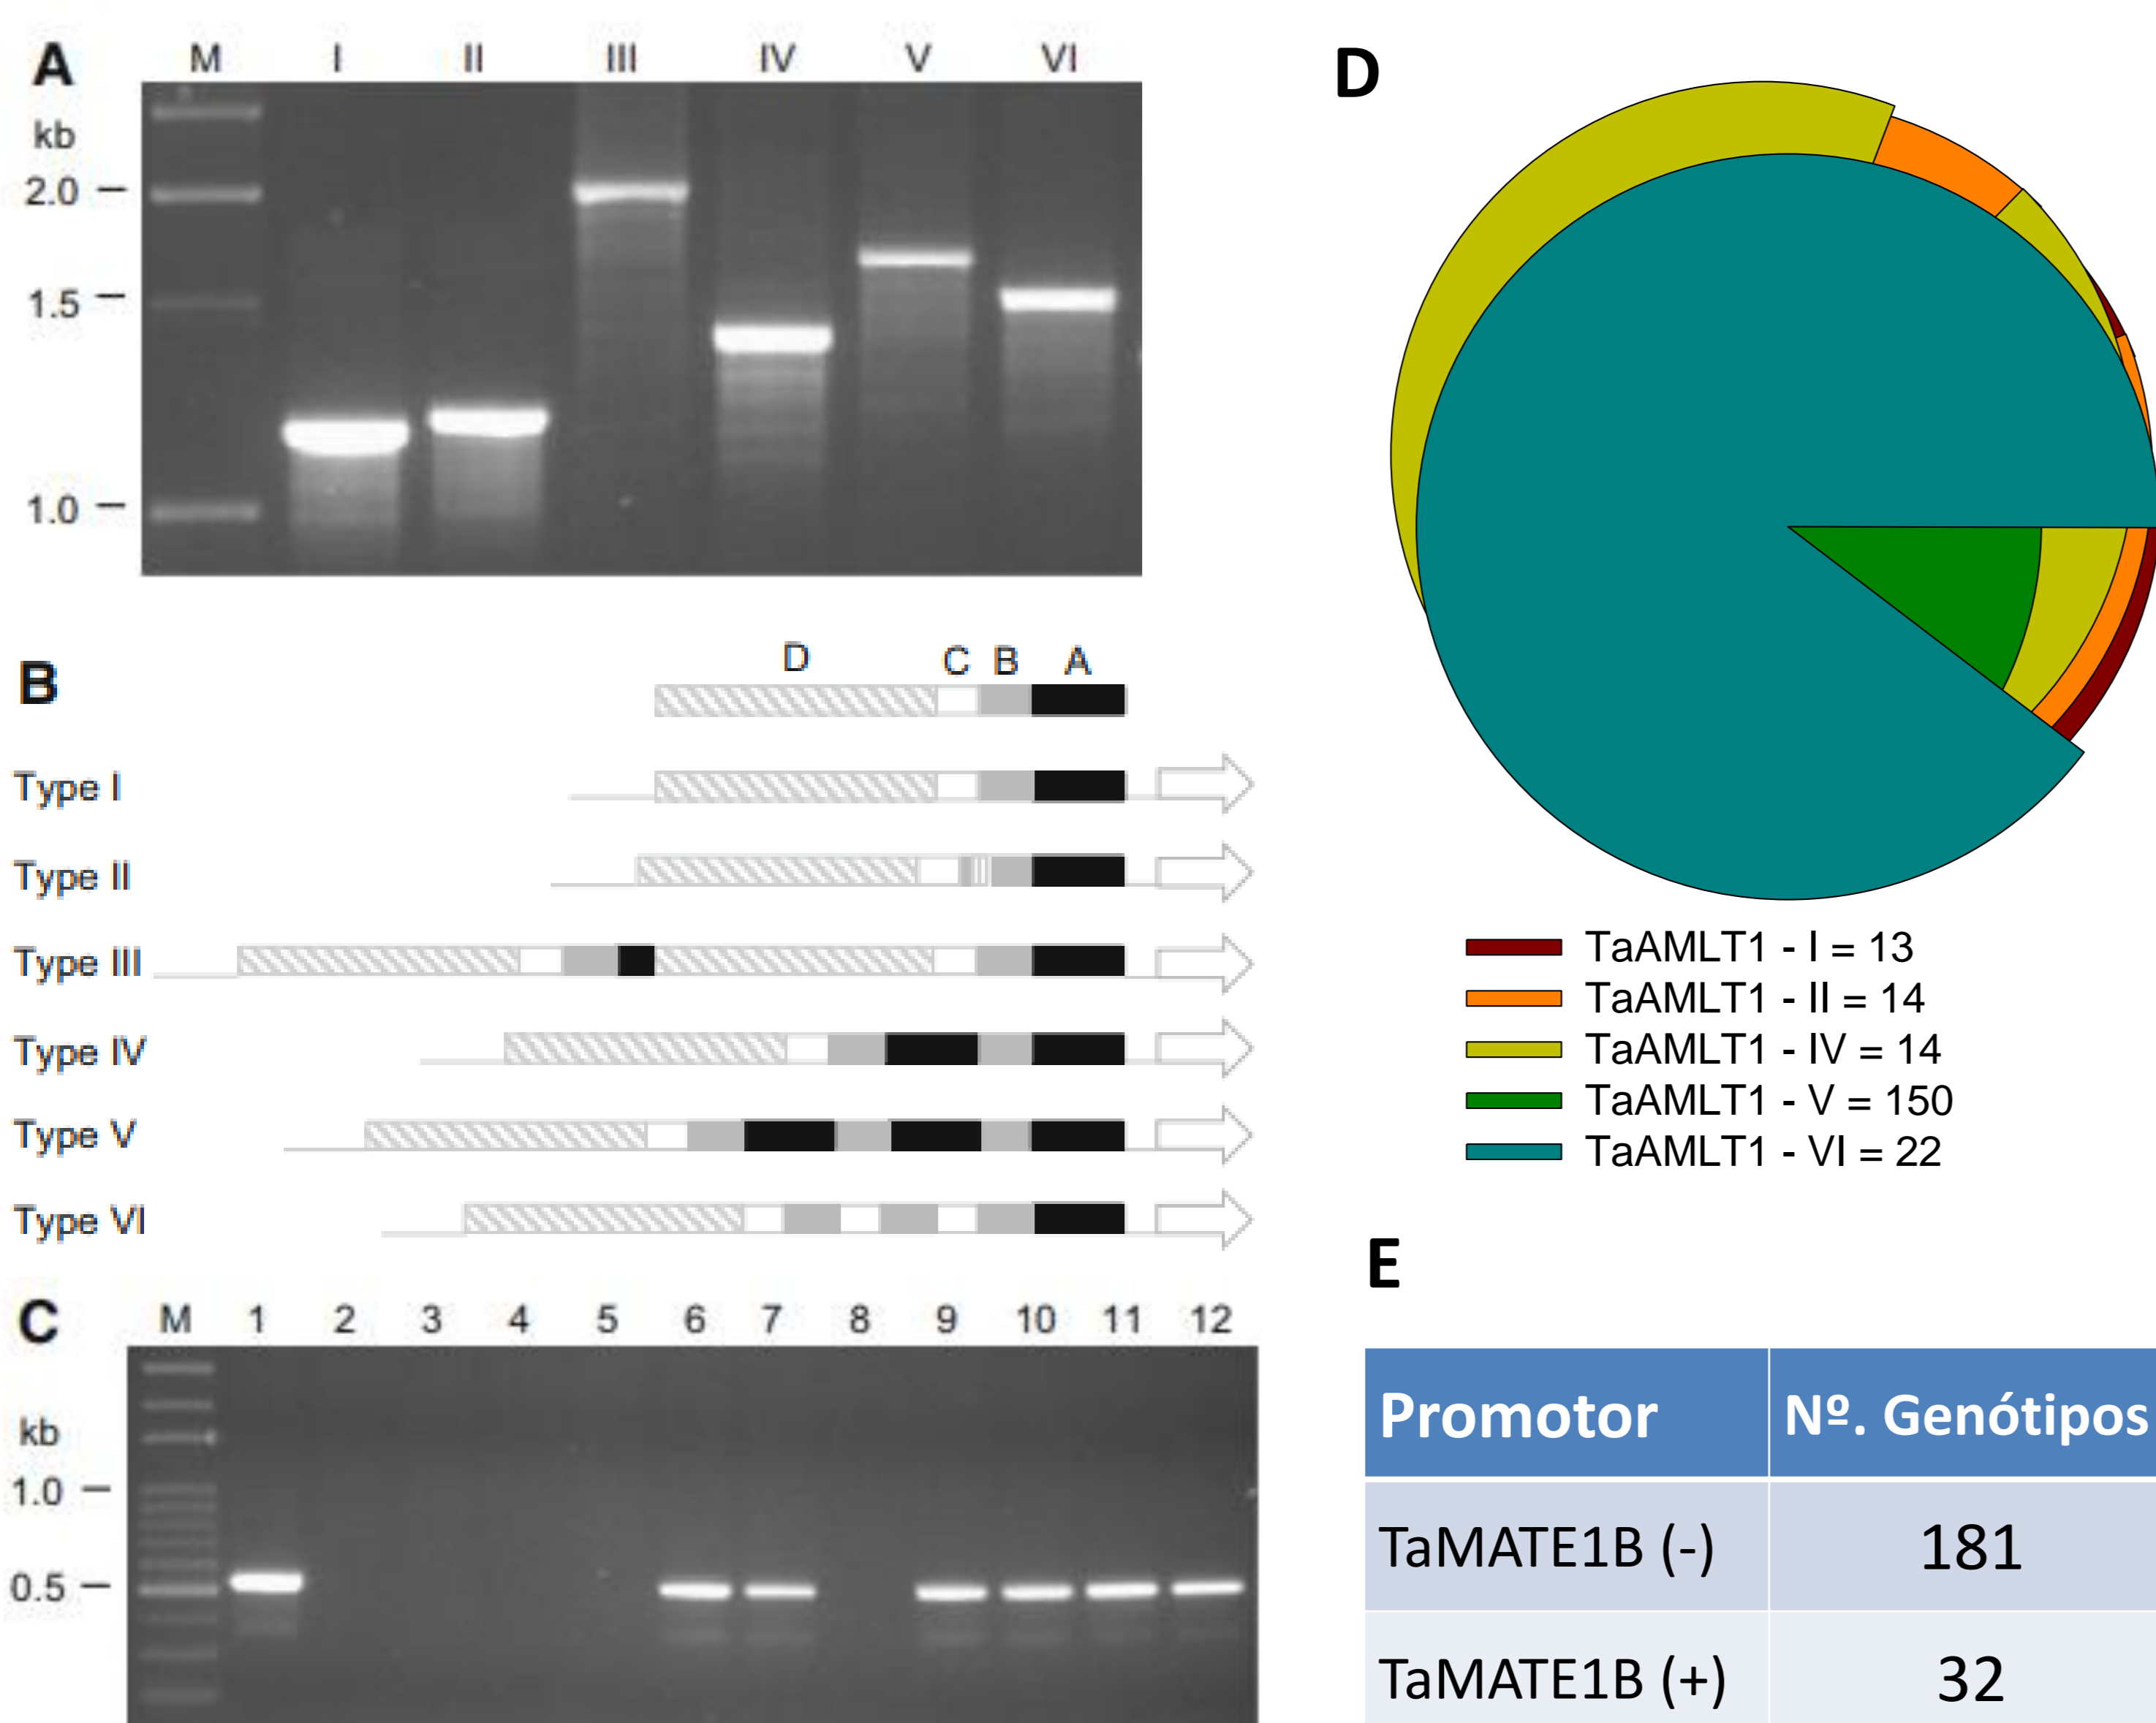 A
M I II III IV V VI
kb
2.0
1.5
1.0
B
D C B A
Type I
Type II
Type III
Type IV
Type V
Type VI
C
M 1 2 3 4 5 6 7 8 9 10 11 12
kb
1.0
0.5
D
TaAMLT1 - I = 13
TaAMLT1 - II = 14
TaAMLT1 - IV = 14
TaAMLT1 - V = 150
TaAMLT1 - VI = 22
E
Promotor Nº. Genótipos
TaMATE1B (-) 181
TaMATE1B (+) 32